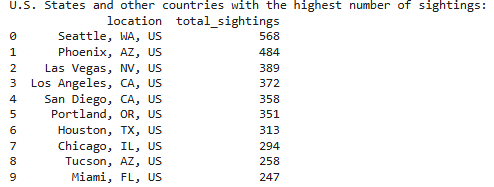 U.S. States and other countries with the highest number of sightings:
location total_sightings
0 Seattle, WA, US 568
1 Phoenix, AZ, US 484
2 Las Vegas, NV, US 389
3 Los Angeles, CA, US 372
4 San Diego, CA, US 358
5 Portland, OR, US 351
6 Houston, TX, US 313
7 Chicago, IL, US 294
8 Tucson, AZ, US 258
9 Miami, FL, US 247